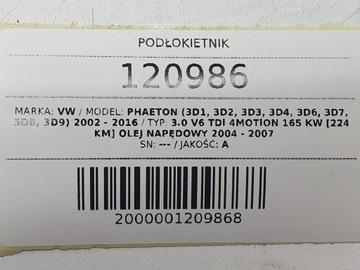 PODŁOKIETNIK
120986
MARKA: VW / MODEL: PHAETON (3D1, 3D2, 3D3, 3D4, 3D6, 3D7,
3D8, 3D9) 2002 - 2016 / TYP: 3.0 V6 TDI 4MOTION 165 KW [224
KM] OLEJ NAPĘDOWY 2004 - 2007
SN: --- / JAKOŚĆ: A
2000001209868